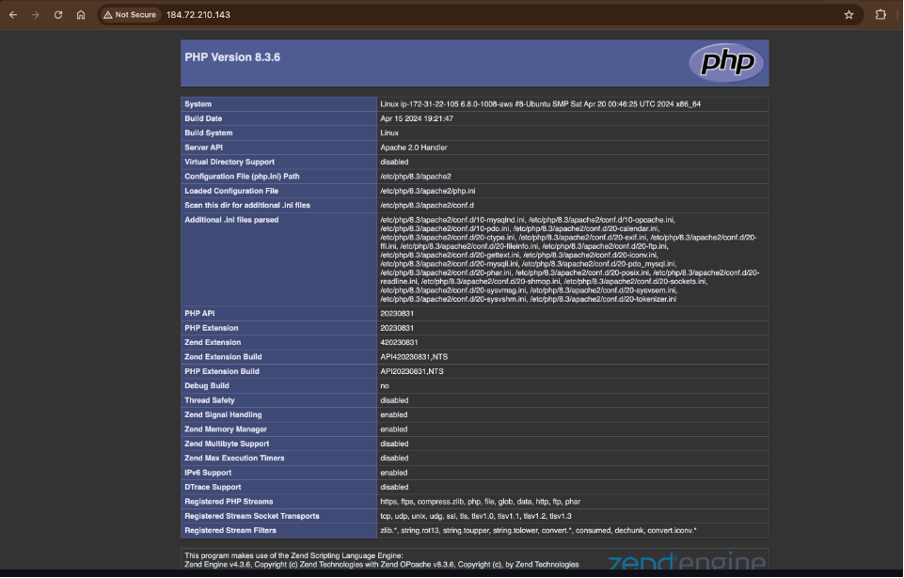 Not Secure 184.72.210.143
PHP Version 8.3.6
php
System Linux ip-172-31-22-105 6.8.0-1008-aws #8-Ubuntu SMP Sat Apr 20 00:46:25 UTC 2024 x86_64
Build Date Apr 15 2024 19:21:47
Build System Linux
Server API Apache 2.0 Handler
Virtual Directory Support disabled
Configuration File (php.ini) Path /etc/php/8.3/apache2
Loaded Configuration File /etc/php/8.3/apache2/php.ini
Scan this dir for additional .ini files /etc/php/8.3/apache2/conf.d
Additional .ini files parsed /etc/php/8.3/apache2/conf.d/10-mysqlnd.ini, /etc/php/8.3/apache2/conf.d/10-opcache.ini,
/etc/php/8.3/apache2/conf.d/10-pdo.ini, /etc/php/8.3/apache2/conf.d/20-calendar.ini,
/etc/php/8.3/apache2/conf.d/20-ctype.ini, /etc/php/8.3/apache2/conf.d/20-exif.ini, /etc/php/8.3/apache2/conf.d/20-
ffi.ini, /etc/php/8.3/apache2/conf.d/20-fileinfo.ini, /etc/php/8.3/apache2/conf.d/20-ftp.ini,
/etc/php/8.3/apache2/conf.d/20-gettext.ini, /etc/php/8.3/apache2/conf.d/20-iconv.ini,
/etc/php/8.3/apache2/conf.d/20-mysqli.ini, /etc/php/8.3/apache2/conf.d/20-pdo_mysql.ini,
/etc/php/8.3/apache2/conf.d/20-phar.ini, /etc/php/8.3/apache2/conf.d/20-posix.ini, /etc/php/8.3/apache2/conf.d/20-
readline.ini, /etc/php/8.3/apache2/conf.d/20-shmop.ini, /etc/php/8.3/apache2/conf.d/20-sockets.ini,
/etc/php/8.3/apache2/conf.d/20-sysvmsg.ini, /etc/php/8.3/apache2/conf.d/20-sysvsem.ini,
/etc/php/8.3/apache2/conf.d/20-sysvshm.ini, /etc/php/8.3/apache2/conf.d/20-tokenizer.ini
PHP API 20230831
PHP Extension 20230831
Zend Extension 420230831
Zend Extension Build API420230831,NTS
PHP Extension Build API20230831,NTS
Debug Build no
Thread Safety disabled
Zend Signal Handling enabled
Zend Memory Manager enabled
Zend Multibyte Support disabled
Zend Max Execution Timers disabled
IPv6 Support enabled
DTrace Support disabled
Registered PHP Streams https, ftps, compress.zlib, php, file, glob, data, http, ftp, phar
Registered Stream Socket Transports tcp, udp, unix, udg, ssl, tls, tlsv1.0, tlsv1.1, tlsv1.2, tlsv1.3
Registered Stream Filters zlib.*, string.rot13, string.toupper, string.tolower, convert.*, consumed, dechunk, convert.iconv.*
This program makes use of the Zend Scripting Language Engine:
Zend Engine v4.3.6, Copyright (c) Zend Technologies with Zend OPcache v8.3.6, Copyright (c), by Zend Technologies
zend engine